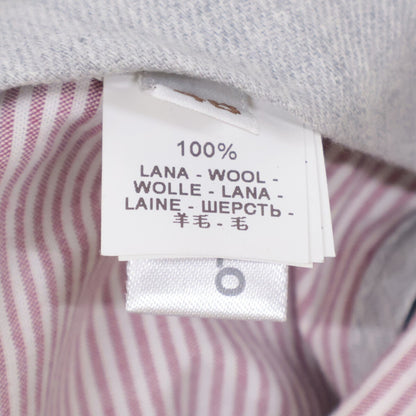 100%
LANA - WOOL -
WOLLE - LANA -
LAINE - ШЕРСТЬ -
羊毛 - 毛